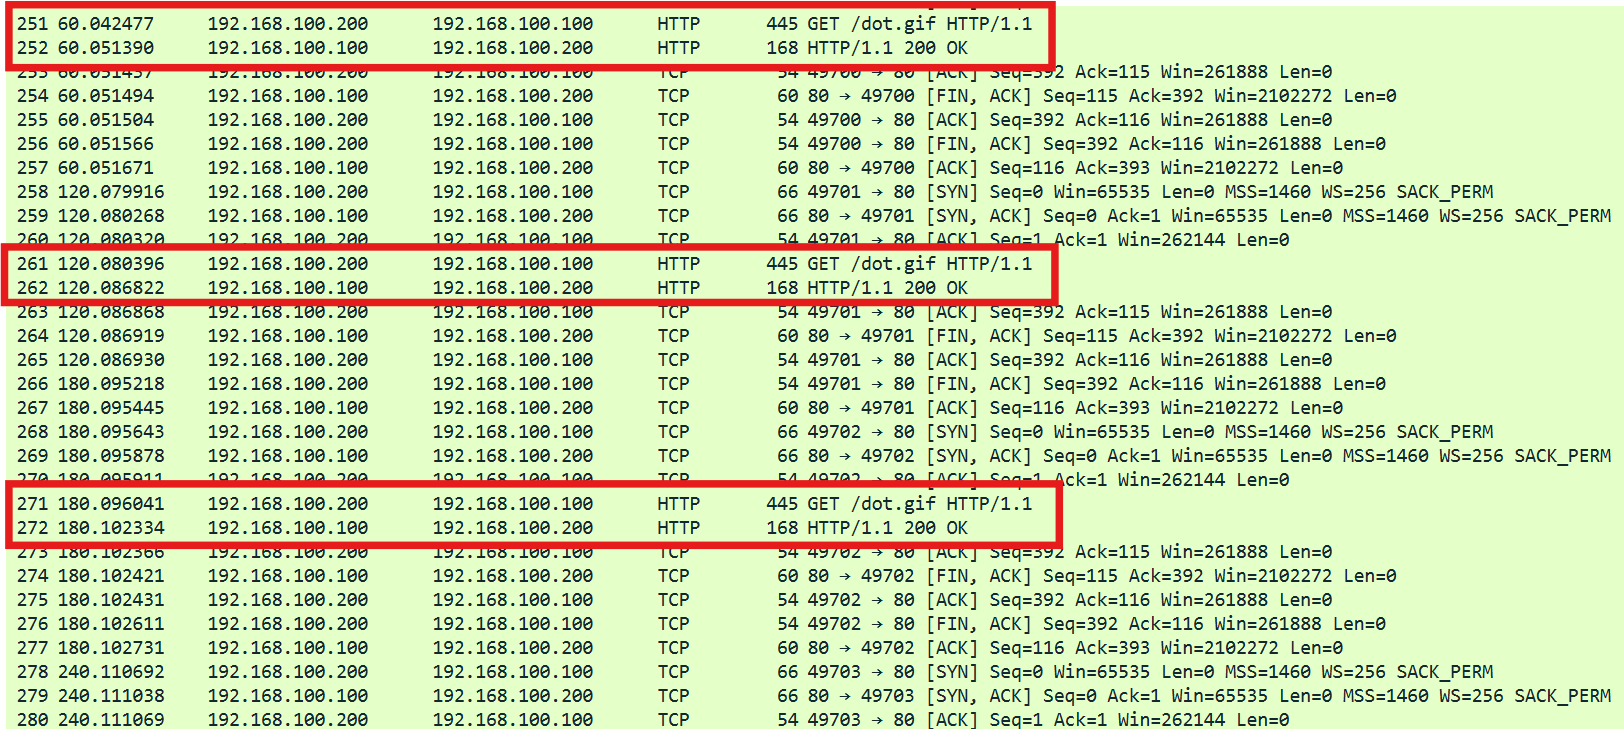 251 60.042477 192.168.100.200 192.168.100.100 HTTP 445 GET /dot.gif HTTP/1.1
252 60.051390 192.168.100.100 192.168.100.200 HTTP 168 HTTP/1.1 200 OK
253 60.051437 192.168.100.200 192.168.100.100 TCP 54 49700 → 80 [ACK] Seq=392 Ack=115 Win=261888 Len=0
254 60.051494 192.168.100.100 192.168.100.200 TCP 60 80 → 49700 [FIN, ACK] Seq=115 Ack=392 Win=2102272 Len=0
255 60.051504 192.168.100.200 192.168.100.100 TCP 54 49700 → 80 [ACK] Seq=392 Ack=116 Win=261888 Len=0
256 60.051566 192.168.100.200 192.168.100.100 TCP 54 49700 → 80 [FIN, ACK] Seq=392 Ack=116 Win=261888 Len=0
257 60.051671 192.168.100.100 192.168.100.200 TCP 60 80 → 49700 [ACK] Seq=116 Ack=393 Win=2102272 Len=0
258 120.079916 192.168.100.200 192.168.100.100 TCP 66 49701 → 80 [SYN] Seq=0 Win=65535 Len=0 MSS=1460 WS=256 SACK_PERM
259 120.080268 192.168.100.100 192.168.100.200 TCP 66 80 → 49701 [SYN, ACK] Seq=0 Ack=1 Win=65535 Len=0 MSS=1460 WS=256 SACK_PERM
260 120.080320 192.168.100.200 192.168.100.100 TCP 54 49701 → 80 [ACK] Seq=1 Ack=1 Win=262144 Len=0
261 120.080396 192.168.100.200 192.168.100.100 HTTP 445 GET /dot.gif HTTP/1.1
262 120.086822 192.168.100.100 192.168.100.200 HTTP 168 HTTP/1.1 200 OK
263 120.086868 192.168.100.200 192.168.100.100 TCP 54 49701 → 80 [ACK] Seq=392 Ack=115 Win=261888 Len=0
264 120.086919 192.168.100.100 192.168.100.200 TCP 60 80 → 49701 [FIN, ACK] Seq=115 Ack=392 Win=2102272 Len=0
265 120.086930 192.168.100.200 192.168.100.100 TCP 54 49701 → 80 [ACK] Seq=392 Ack=116 Win=261888 Len=0
266 180.095218 192.168.100.200 192.168.100.100 TCP 54 49701 → 80 [FIN, ACK] Seq=392 Ack=116 Win=261888 Len=0
267 180.095445 192.168.100.100 192.168.100.200 TCP 60 80 → 49701 [ACK] Seq=116 Ack=393 Win=2102272 Len=0
268 180.095643 192.168.100.200 192.168.100.100 TCP 66 49702 → 80 [SYN] Seq=0 Win=65535 Len=0 MSS=1460 WS=256 SACK_PERM
269 180.095878 192.168.100.100 192.168.100.200 TCP 66 80 → 49702 [SYN, ACK] Seq=0 Ack=1 Win=65535 Len=0 MSS=1460 WS=256 SACK_PERM
270 180.095911 192.168.100.200 192.168.100.100 TCP 54 49702 → 80 [ACK] Seq=1 Ack=1 Win=262144 Len=0
271 180.096041 192.168.100.200 192.168.100.100 HTTP 445 GET /dot.gif HTTP/1.1
272 180.102334 192.168.100.100 192.168.100.200 HTTP 168 HTTP/1.1 200 OK
273 180.102366 192.168.100.200 192.168.100.100 TCP 54 49702 → 80 [ACK] Seq=392 Ack=115 Win=261888 Len=0
274 180.102421 192.168.100.100 192.168.100.200 TCP 60 80 → 49702 [FIN, ACK] Seq=115 Ack=392 Win=2102272 Len=0
275 180.102431 192.168.100.200 192.168.100.100 TCP 54 49702 → 80 [ACK] Seq=392 Ack=116 Win=261888 Len=0
276 180.102611 192.168.100.200 192.168.100.100 TCP 54 49702 → 80 [FIN, ACK] Seq=392 Ack=116 Win=261888 Len=0
277 180.102731 192.168.100.100 192.168.100.200 TCP 60 80 → 49702 [ACK] Seq=116 Ack=393 Win=2102272 Len=0
278 240.110692 192.168.100.200 192.168.100.100 TCP 66 49703 → 80 [SYN] Seq=0 Win=65535 Len=0 MSS=1460 WS=256 SACK_PERM
279 240.111038 192.168.100.100 192.168.100.200 TCP 66 80 → 49703 [SYN, ACK] Seq=0 Ack=1 Win=65535 Len=0 MSS=1460 WS=256 SACK_PERM
280 240.111069 192.168.100.200 192.168.100.100 TCP 54 49703 → 80 [ACK] Seq=1 Ack=1 Win=262144 Len=0